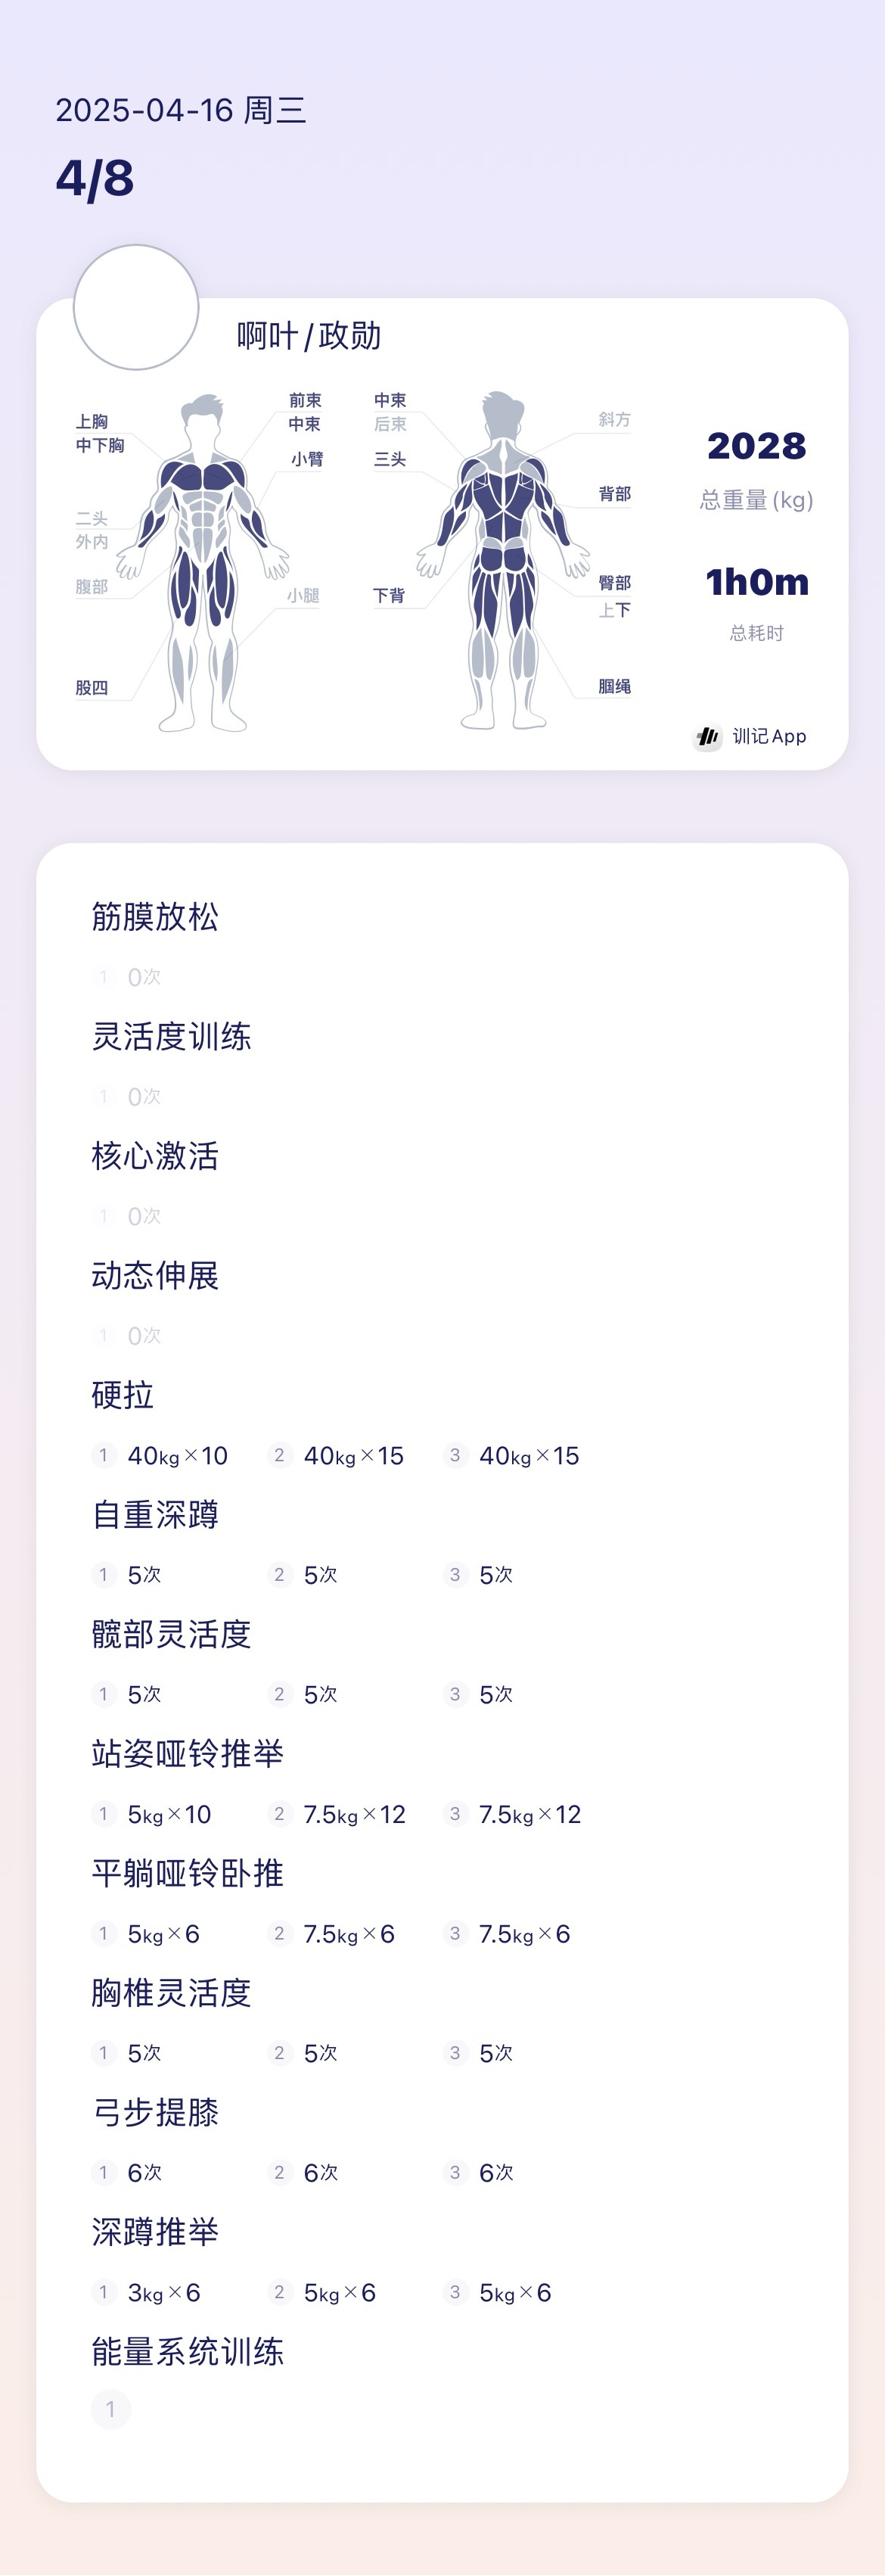 2025-04-16 周三
4/8
啊叶/政勋
上胸
中下胸
二头
外内
腹部
股四
前束
中束
小臂
小腿
中束
后束
三头
下背
斜方
背部
臀部
上下
腘绳
2028
总重量(kg)
1h0m
总耗时
训记App
筋膜放松
1 0次
灵活度训练
1 0次
核心激活
1 0次
动态伸展
1 0次
硬拉
1 40kg×10 2 40kg×15 3 40kg×15
自重深蹲
1 5次 2 5次 3 5次
髋部灵活度
1 5次 2 5次 3 5次
站姿哑铃推举
1 5kg×10 2 7.5kg×12 3 7.5kg×12
平躺哑铃卧推
1 5kg×6 2 7.5kg×6 3 7.5kg×6
胸椎灵活度
1 5次 2 5次 3 5次
弓步提膝
1 6次 2 6次 3 6次
深蹲推举
1 3kg×6 2 5kg×6 3 5kg×6
能量系统训练
1